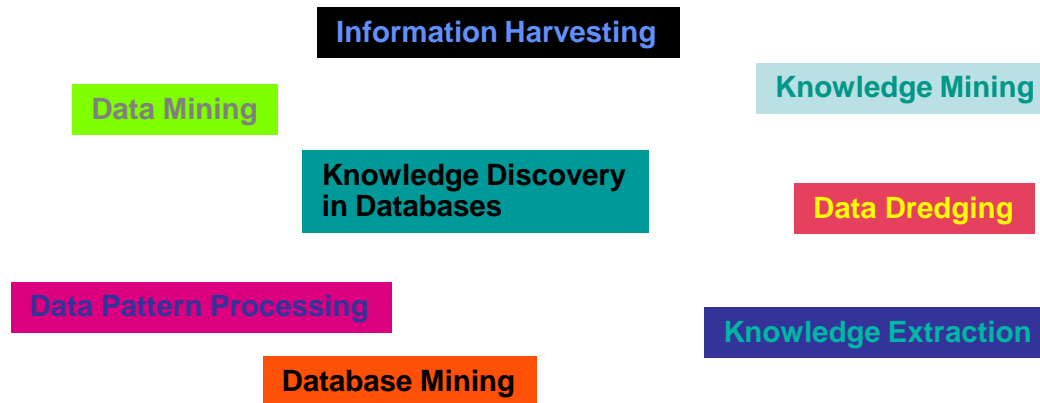 Information Harvesting
Knowledge Mining
Data Mining
Knowledge Discovery
in Databases
Data Dredging
Data Pattern Processing
Knowledge Extraction
Database Mining